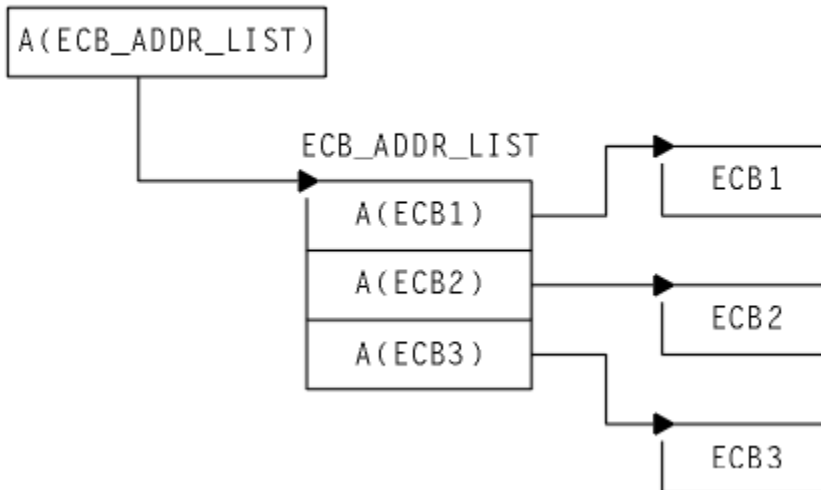 A(ECB_ADDR_LIST)
ECB_ADDR_LIST
A(ECB1)
A(ECB2)
A(ECB3)
ECB1
ECB2
ECB3